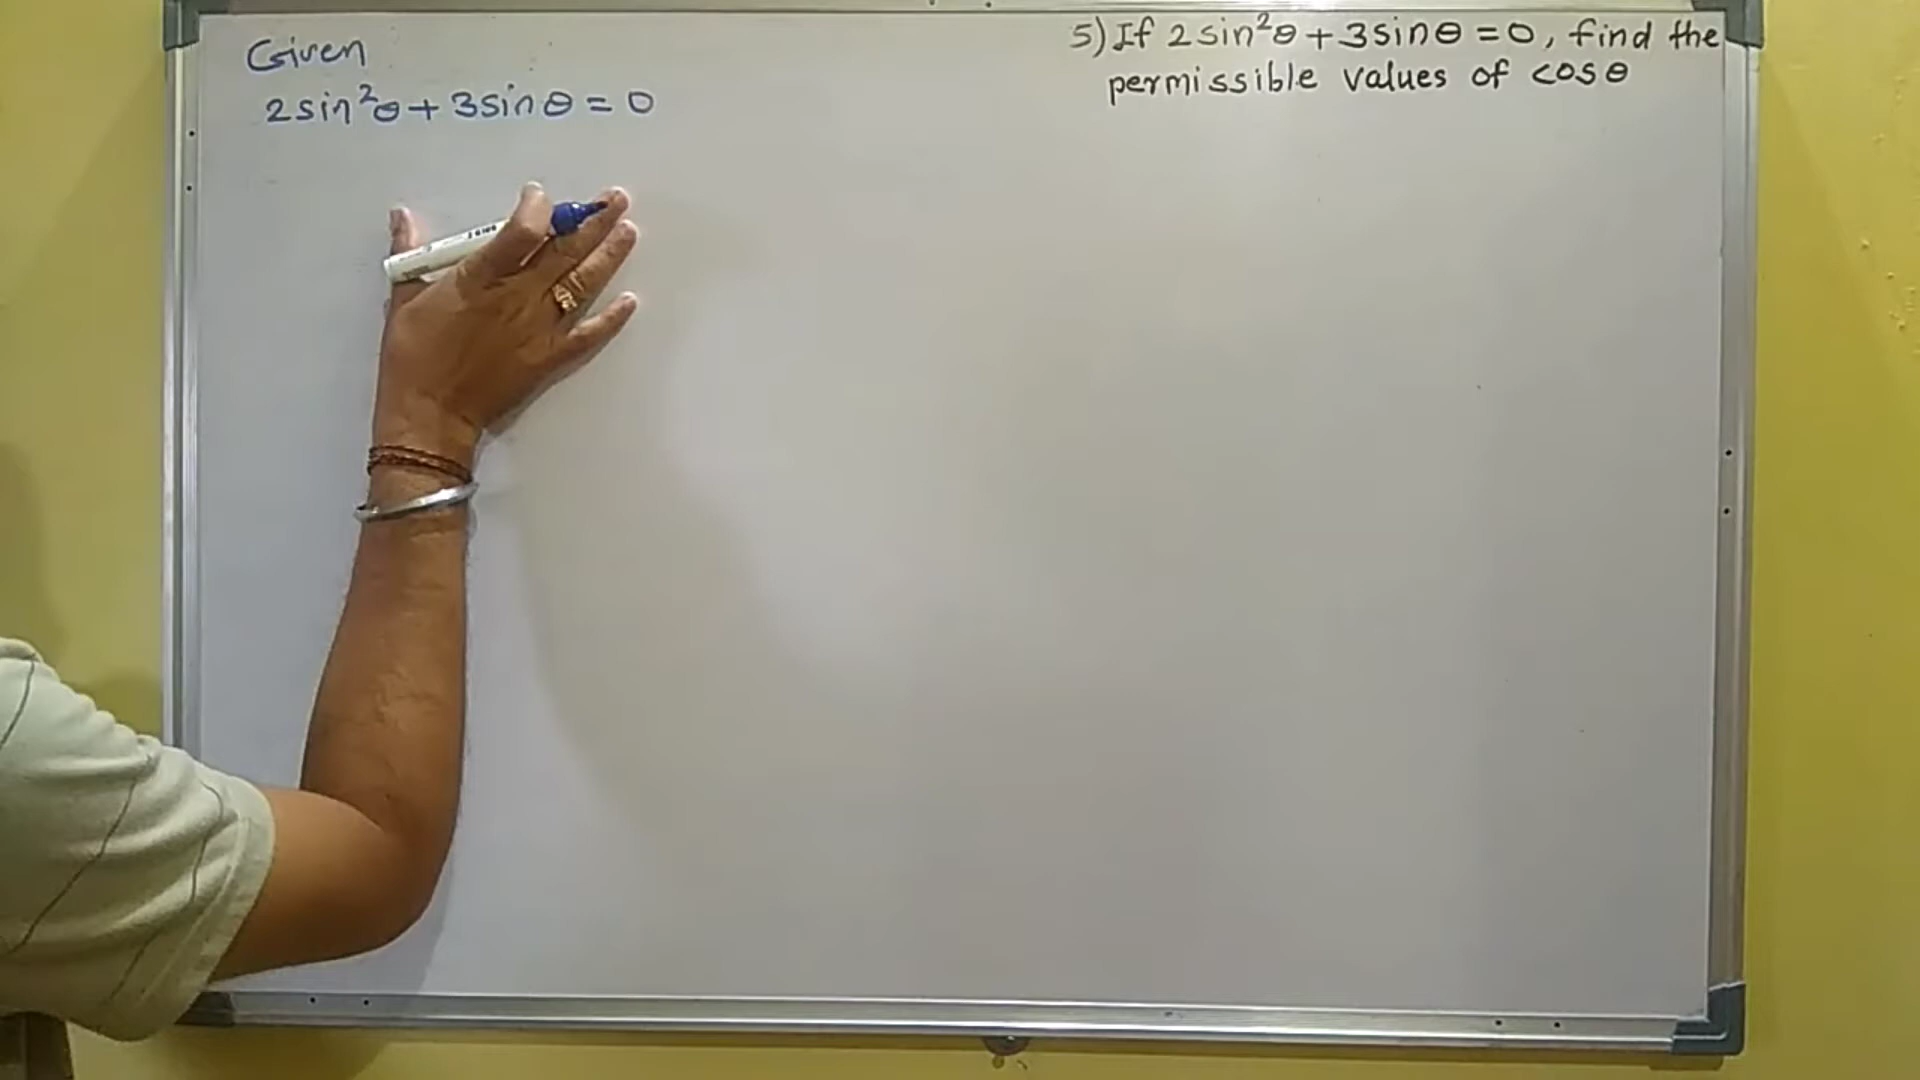 Given
2sin²θ + 3sinθ = 0
5) If 2sin²θ + 3sinθ = 0, find the
permissible values of cosθ